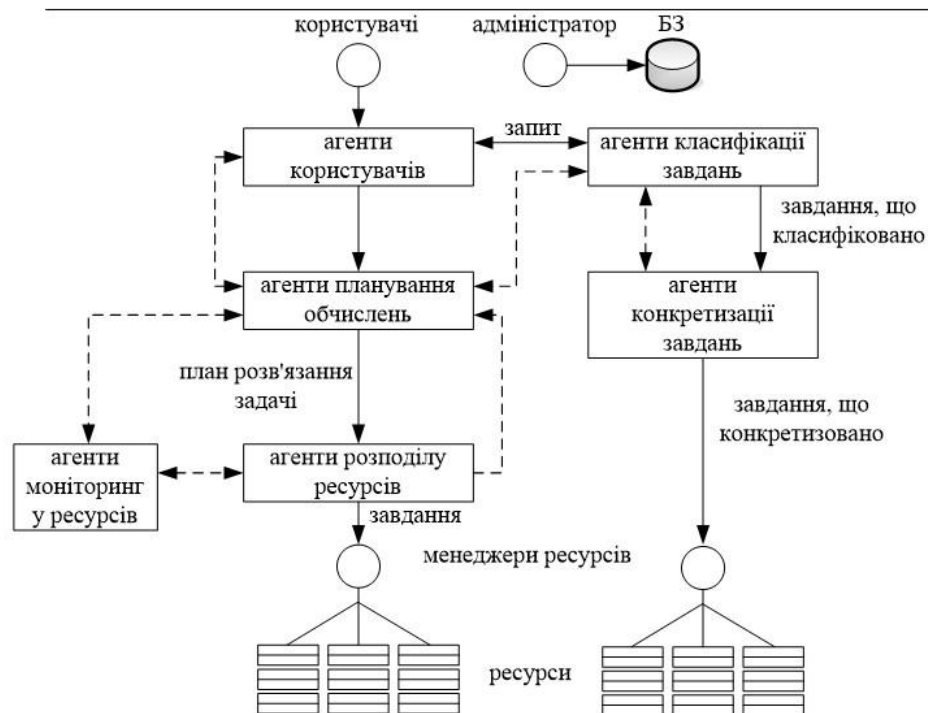 користувачі
адміністратор
БЗ
агенти
користувачів
запит
агенти класифікації
завдань
завдання, що
класифіковано
агенти планування
обчислень
агенти
конкретизації
завдань
план розв'язання
задачі
завдання, що
конкретизовано
агенти
моніторинг
у ресурсів
агенти розподілу
ресурсів
завдання
менеджери ресурсів
ресурси